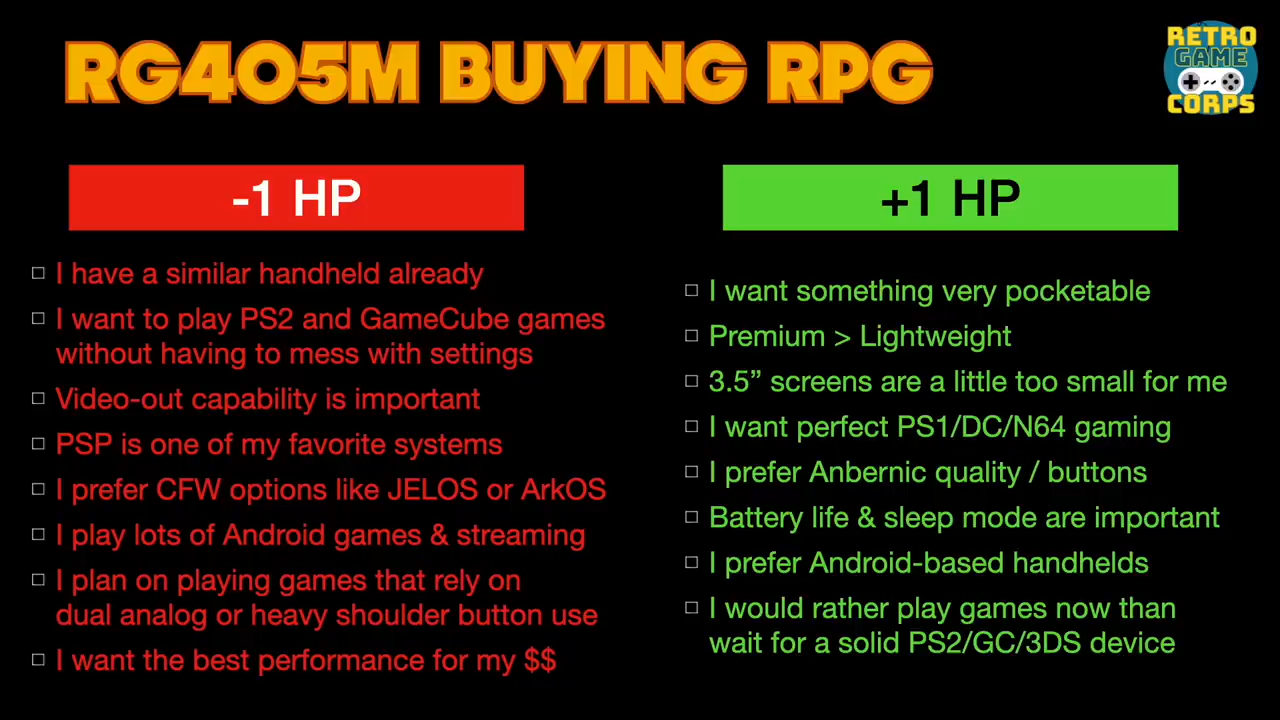 RG405M BUYING RPG
RETRO
GAME
CORPS
-1 HP
I have a similar handheld already
I want to play PS2 and GameCube games
without having to mess with settings
Video-out capability is important
PSP is one of my favorite systems
I prefer CFW options like JELOS or ArkOS
I play lots of Android games & streaming
I plan on playing games that rely on
dual analog or heavy shoulder button use
I want the best performance for my $$
+1 HP
I want something very pocketable
Premium > Lightweight
3.5” screens are a little too small for me
I want perfect PS1/DC/N64 gaming
I prefer Anbernic quality / buttons
Battery life & sleep mode are important
I prefer Android-based handhelds
I would rather play games now than
wait for a solid PS2/GC/3DS device